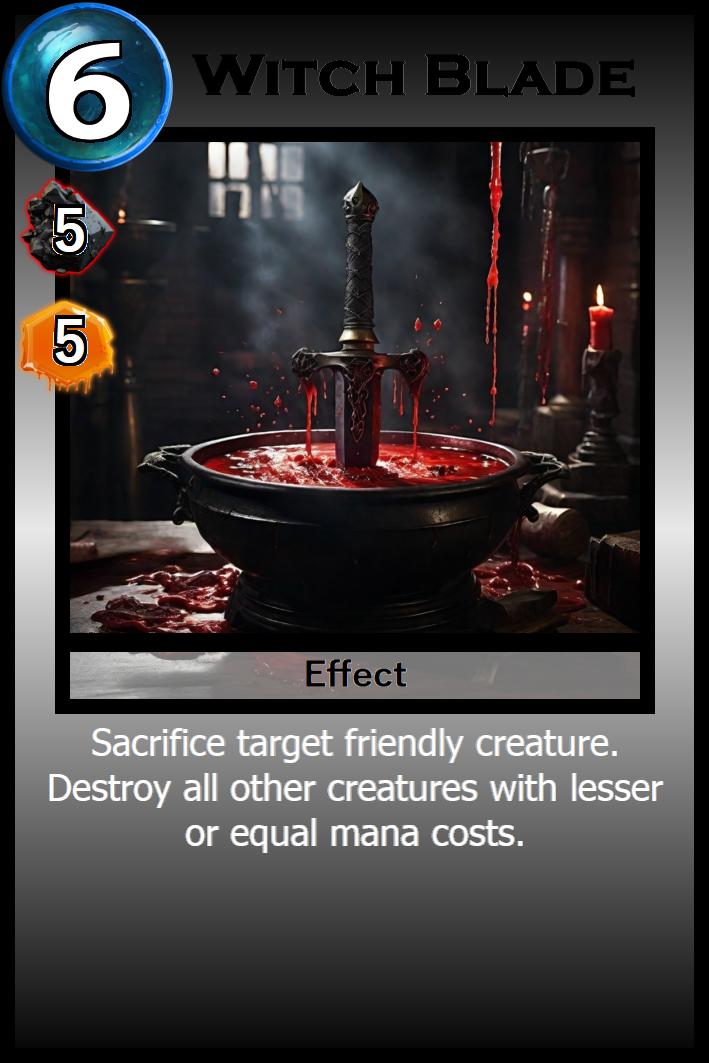 6
Witch Blade
5
5
Effect
Sacrifice target friendly creature.
Destroy all other creatures with lesser
or equal mana costs.